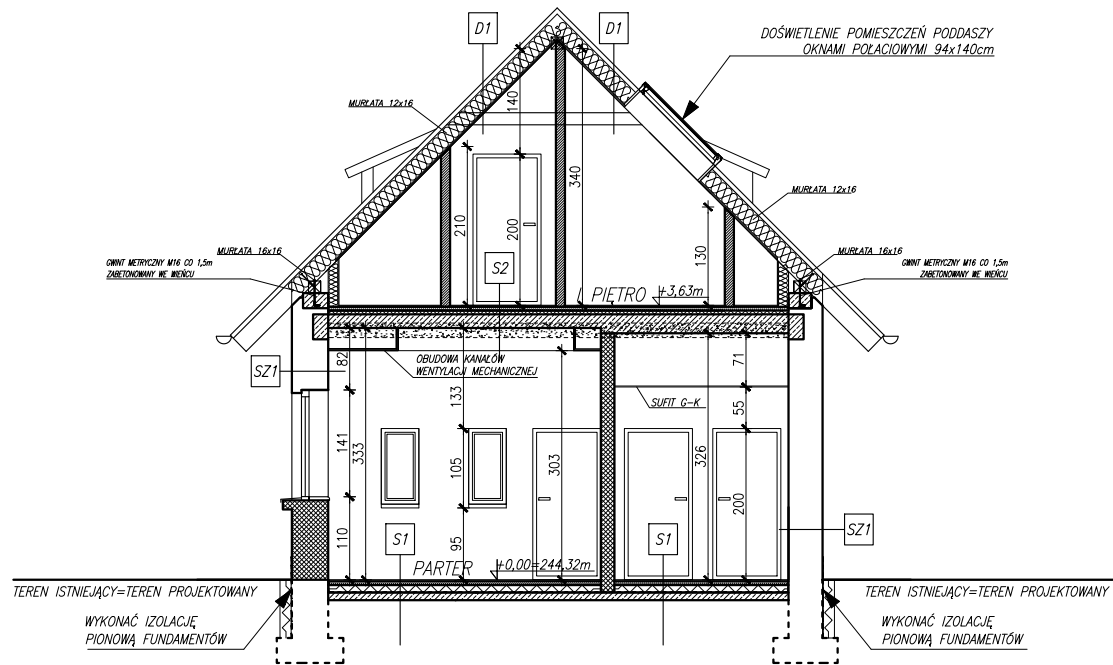 D1
D1
DOŚWIETLENIE POMIESZCZEŃ PODDASZY
OKNAMI POŁACIOWYMI 94x140cm
MURŁATA 12x16
140
340
210
200
130
MURŁATA 12x16
MURŁATA 16x16
GWINT METRYCZNY M16 CO 1,5m
ZABETONOWANY WE WIEŃCU
MURŁATA 16x16
GWINT METRYCZNY M16 CO 1,5m
ZABETONOWANY WE WIEŃCU
S2
I PIĘTRO
+3,63m
82
SZ1
OBUDOWA KANAŁÓW
WENTYLACJI MECHANICZNEJ
133
71
SUFIT G-K
55
141
333
105
303
326
200
110
95
S1
S1
SZ1
PARTER
+0,00=244,32m
TEREN ISTNIEJĄCY=TEREN PROJEKTOWANY
TEREN ISTNIEJĄCY=TEREN PROJEKTOWANY
WYKONAĆ IZOLACJĘ
PIONOWĄ FUNDAMENTÓW
WYKONAĆ IZOLACJĘ
PIONOWĄ FUNDAMENTÓW